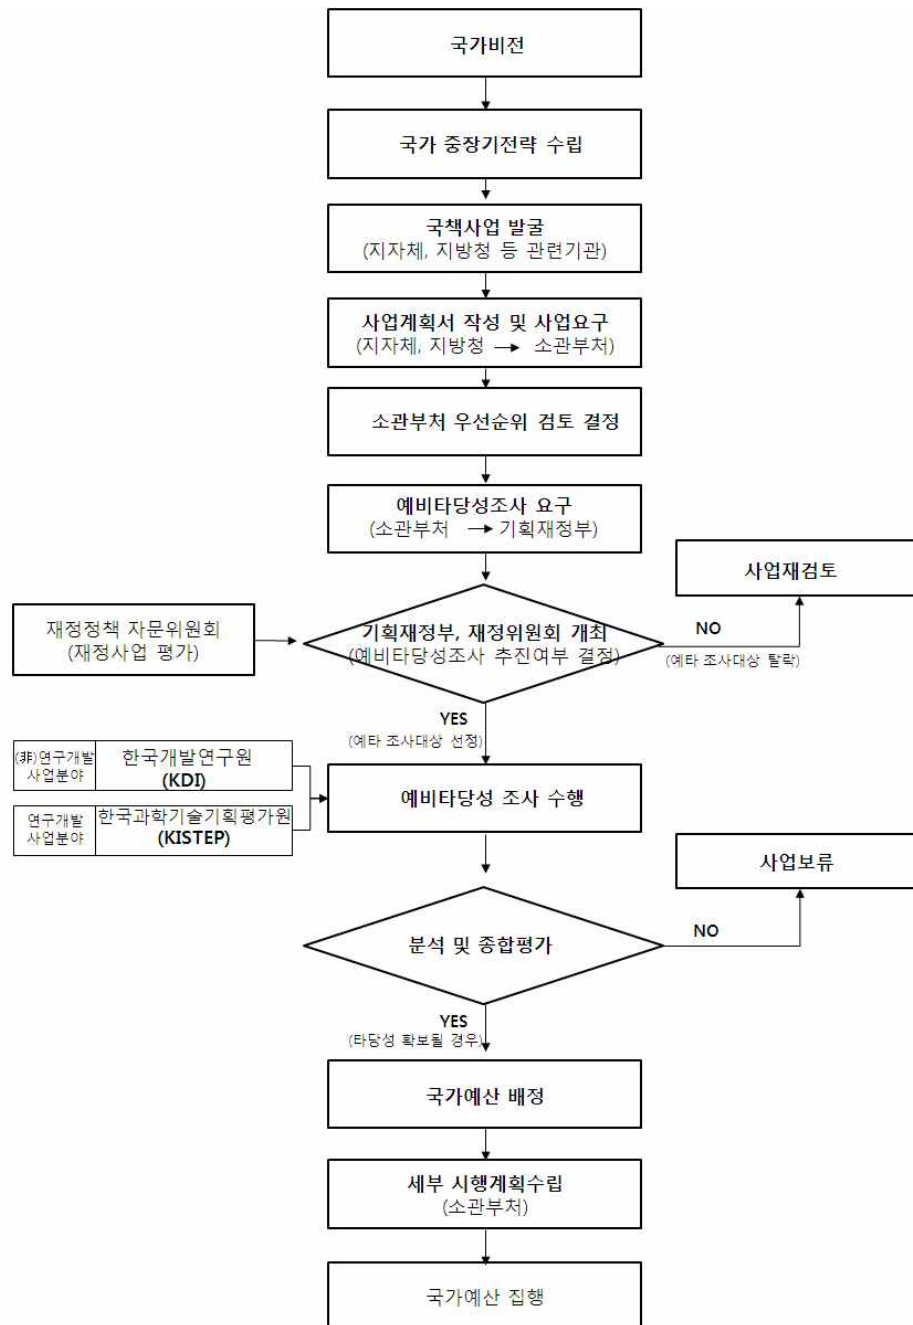 국가비전
국가 중장기전략 수립
국책사업 발굴
(지자체, 지방청 등 관련기관)
사업계획서 작성 및 사업요구
(지자체, 지방청 → 소관부처)
소관부처 우선순위 검토 결정
예비타당성조사 요구
(소관부처 → 기획재정부)
사업재검토
재정정책 자문위원회
(재정사업 평가)
기획재정부, 재정위원회 개최
(예비타당성조사 추진여부 결정)
NO
(예타 조사대상 탈락)
YES
(예타 조사대상 선정)
(非)연구개발
사업분야
한국개발연구원
(KDI)
연구개발
사업분야
한국과학기술기획평가원
(KISTEP)
예비타당성 조사 수행
사업보류
분석 및 종합평가
NO
YES
(타당성 확보될 경우)
국가예산 배정
세부 시행계획수립
(소관부처)
국가예산 집행